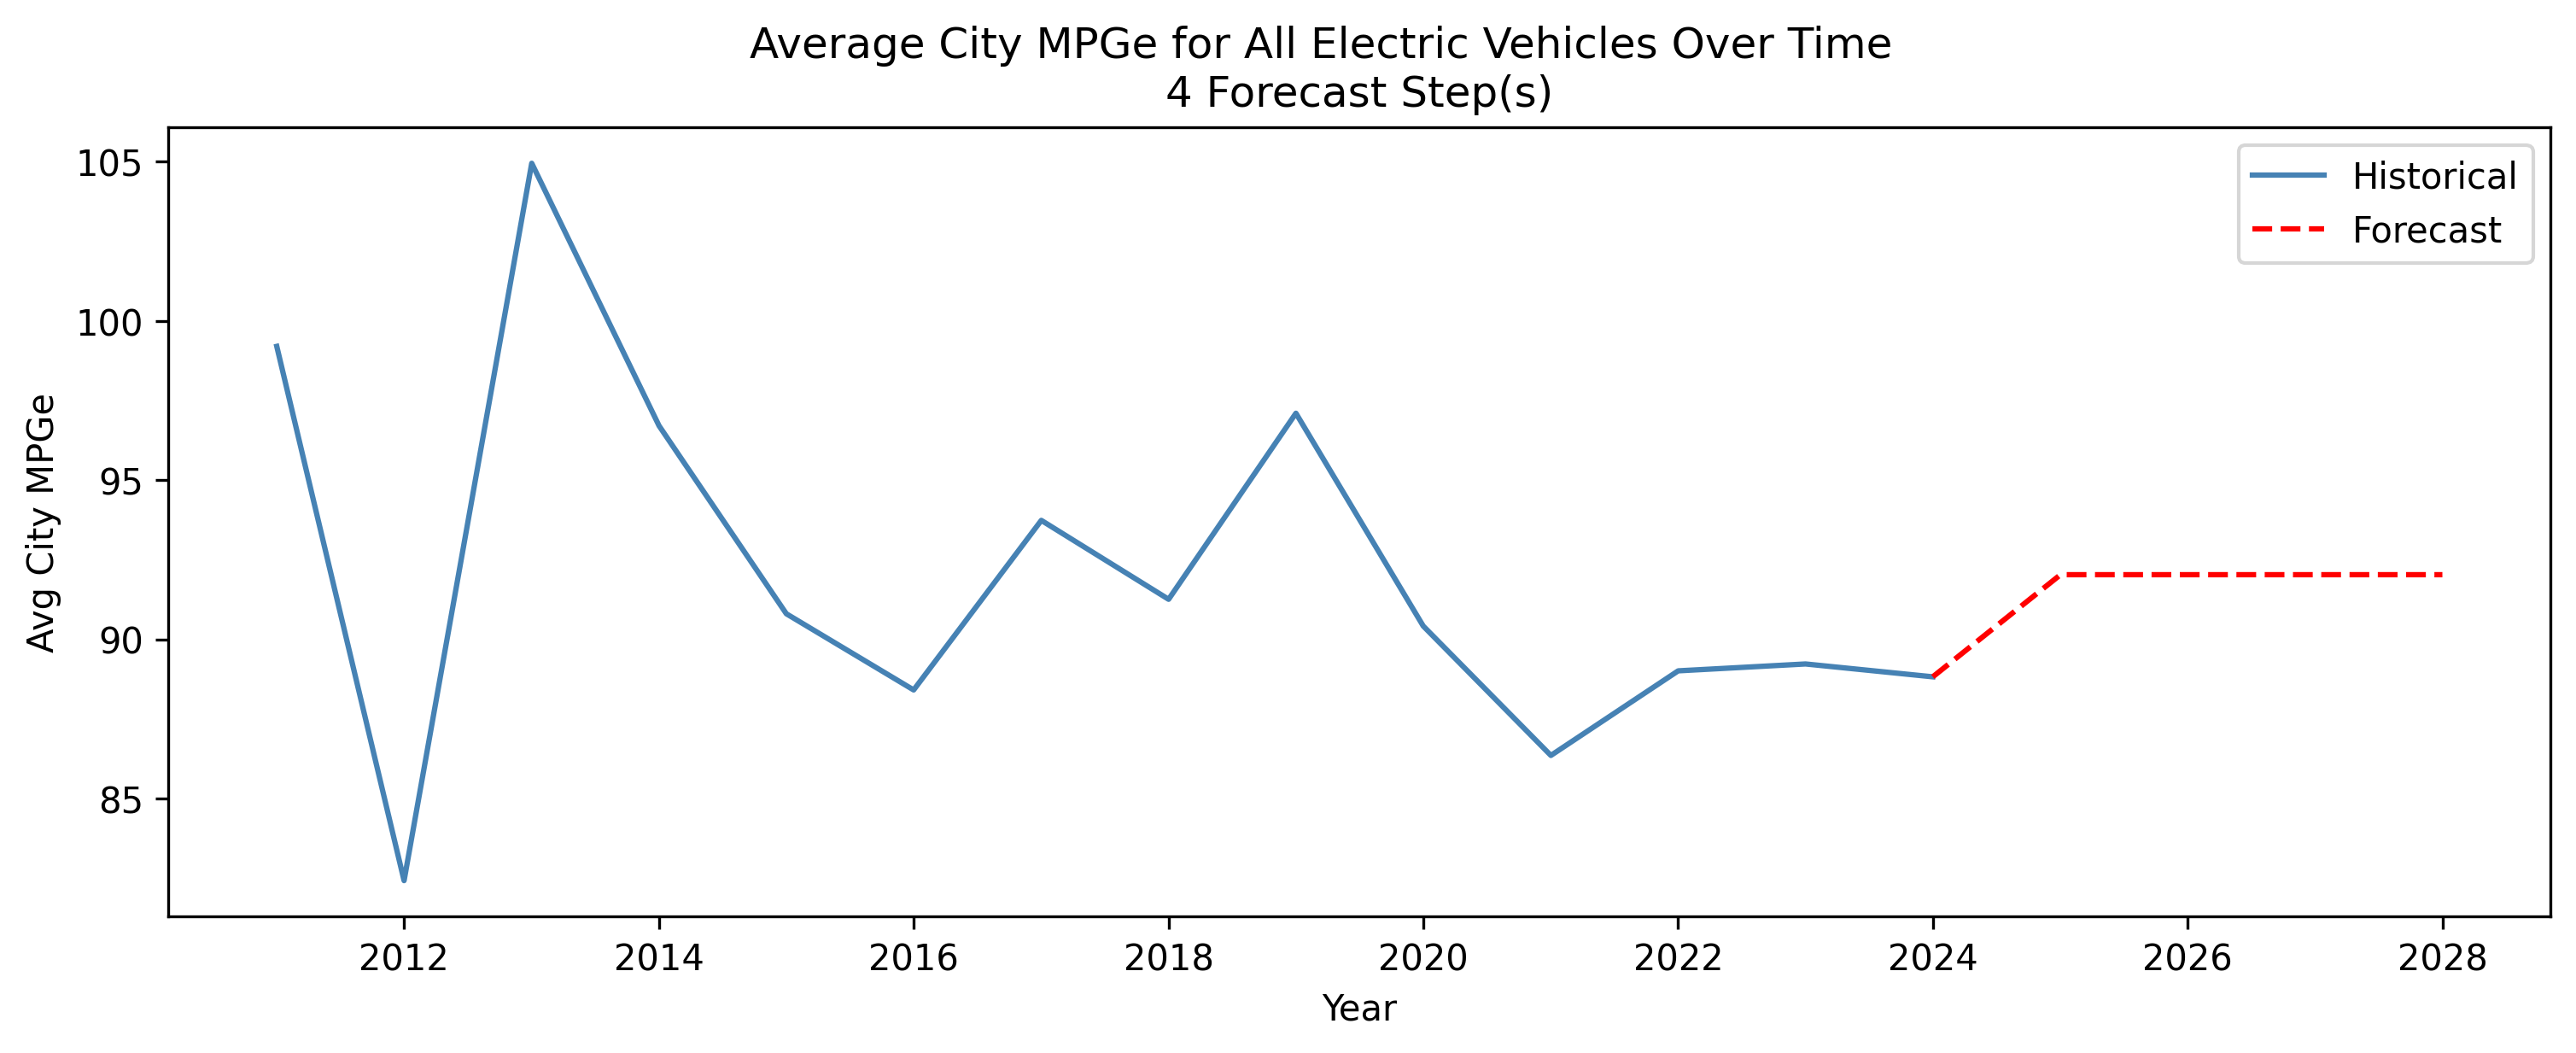 Average City MPGe for All Electric Vehicles Over Time
4 Forecast Step(s)
105
100
95
90
85
Avg City MPGe
Historical
Forecast
2012 2014 2016 2018 2020 2022 2024 2026 2028
Year